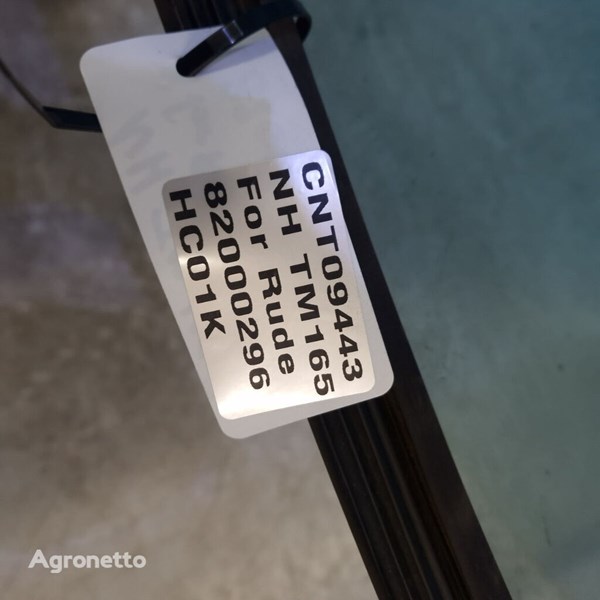 CNT09443
NH TM165
For Rude
82000296
HC01K
Agronetto